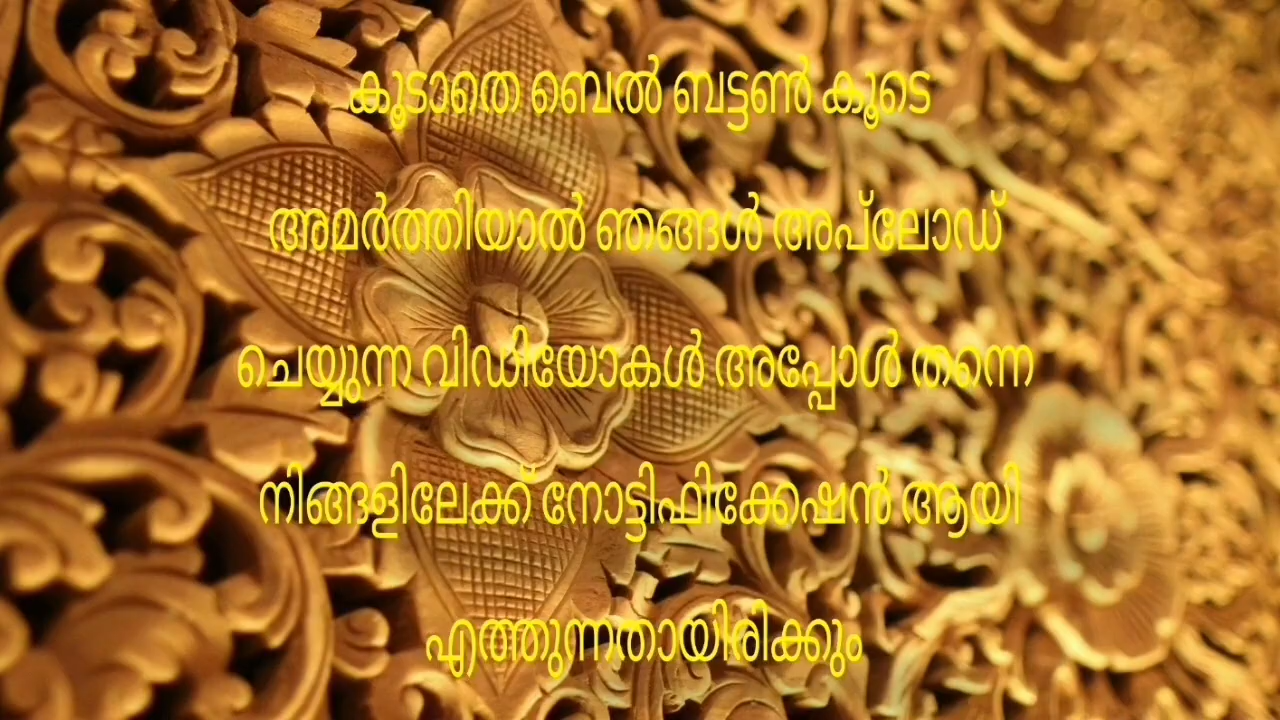 കൂടാതെ ബെൽ ബട്ടൺ കൂടെ
അമർത്തിയാൽ ഞങ്ങൾ അപ്‌ലോഡ്
ചെയ്യുന്ന വിഡിയോകൾ അപ്പോൾ തന്നെ
നിങ്ങളിലേക്ക് നോട്ടിഫിക്കേഷൻ ആയി
എത്തുന്നതായിരിക്കും